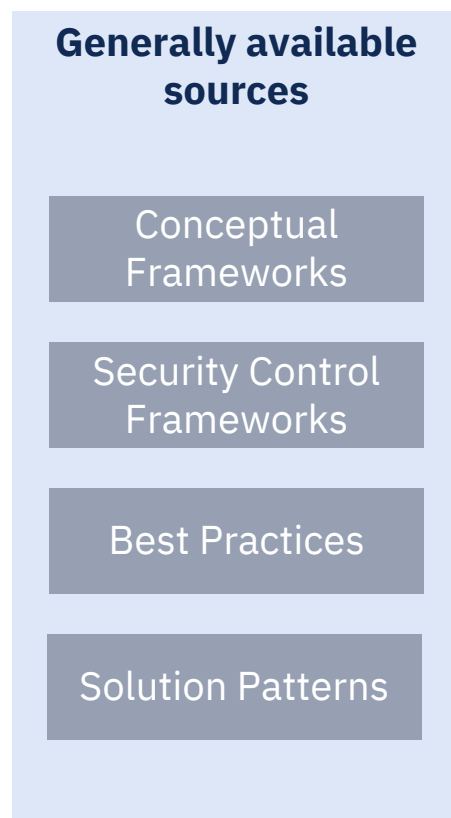 Generally available
sources
Conceptual
Frameworks
Security Control
Frameworks
Best Practices
Solution Patterns